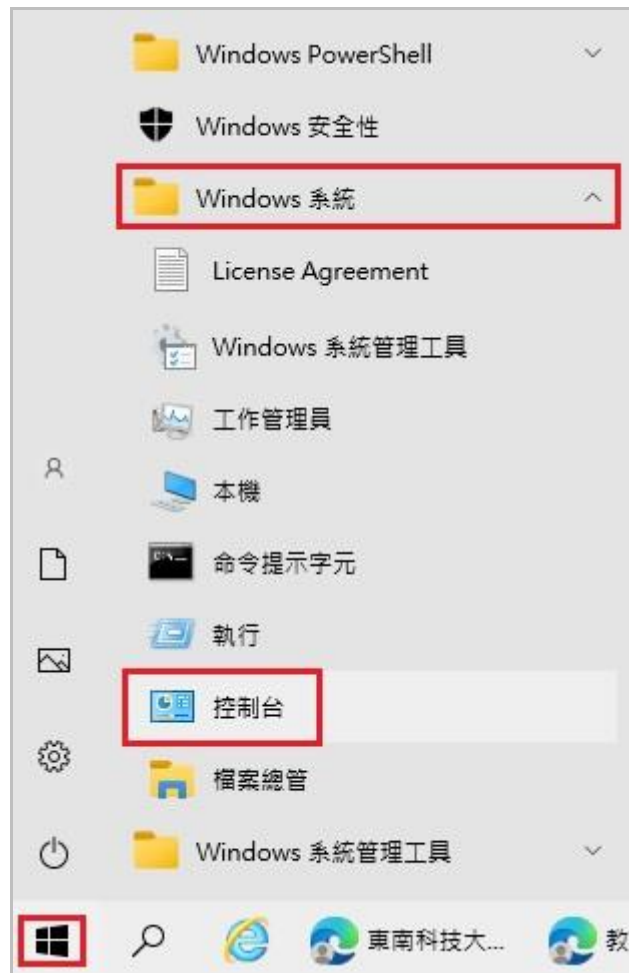 Windows PowerShell
Windows 安全性
Windows 系統
License Agreement
Windows 系統管理工具
工作管理員
本機
命令提示字元
執行
控制台
檔案總管
Windows 系統管理工具
東南科技大...
教